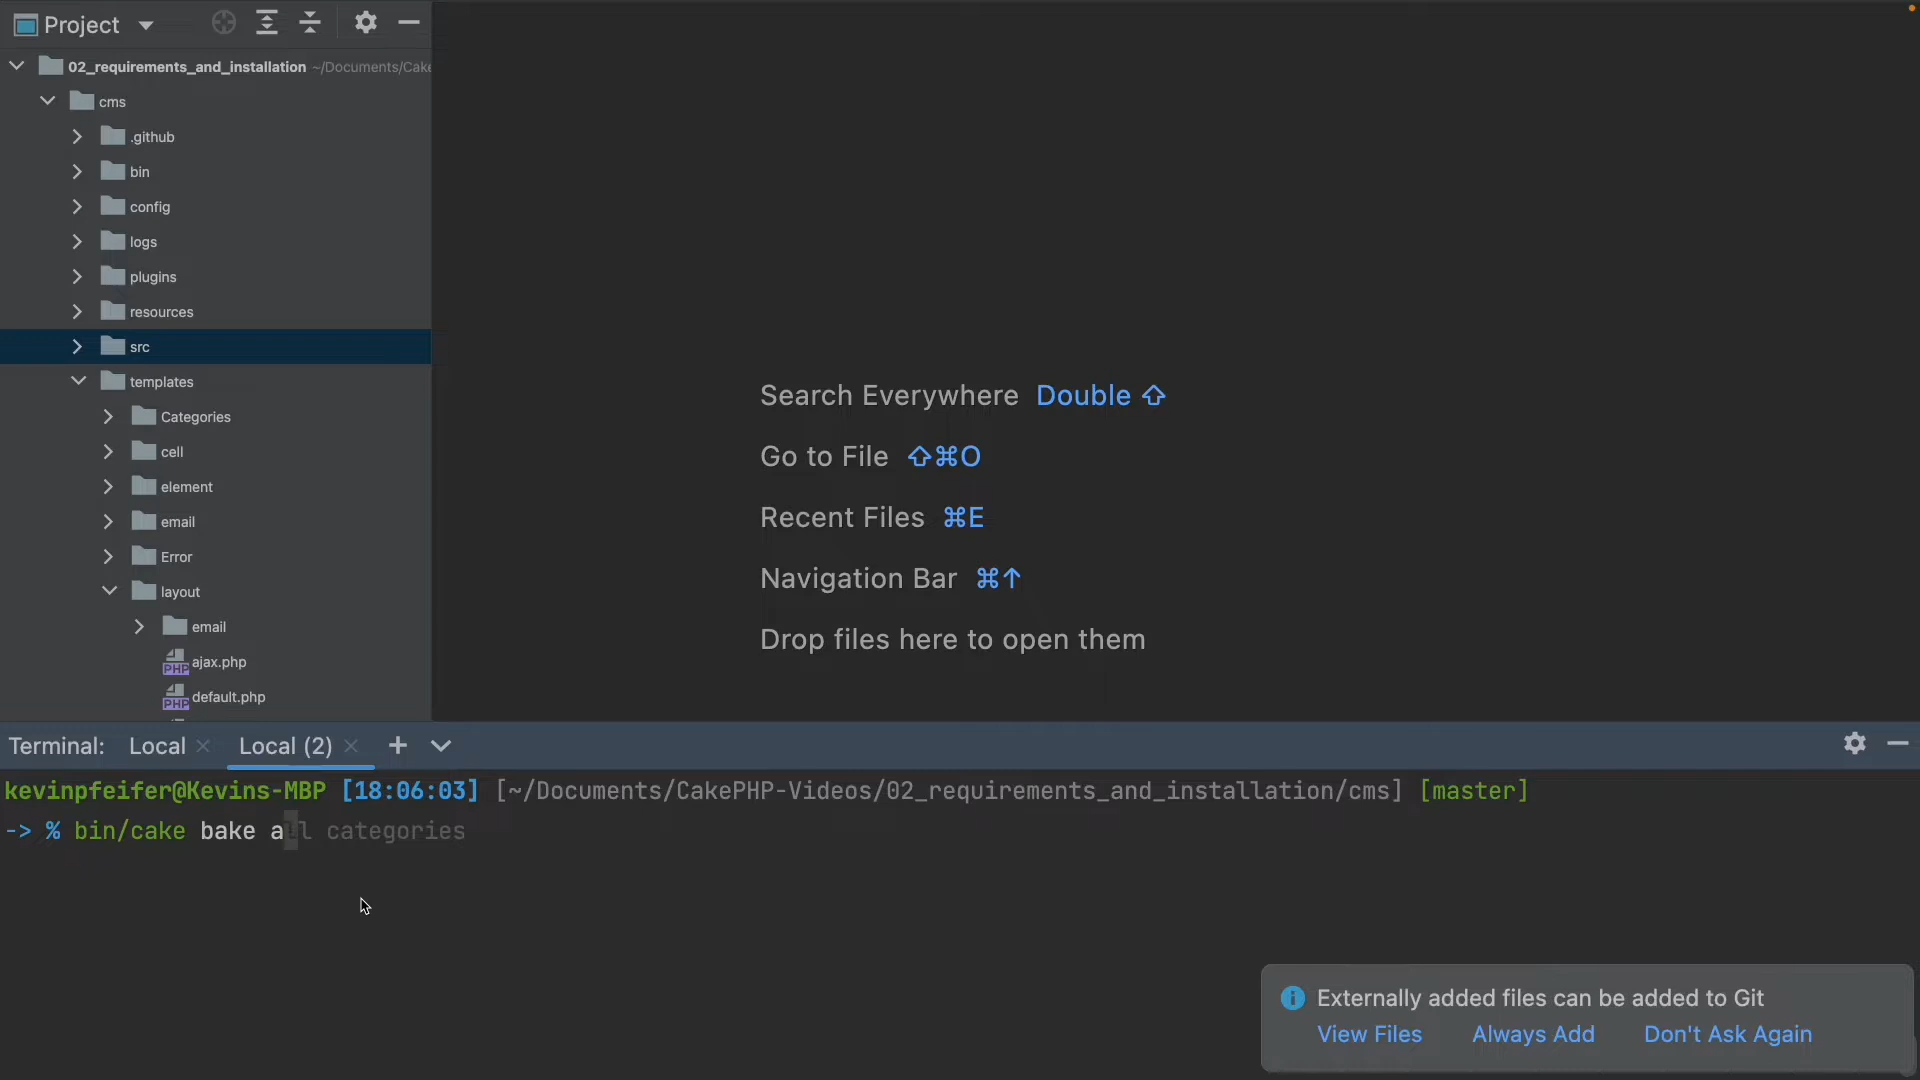 Project
02_requirements_and_installation ~/Documents/Cake
cms
.github
bin
config
logs
plugins
resources
src
templates
Categories
cell
element
email
Error
layout
email
PHP ajax.php
PHP default.php
Search Everywhere Double ⇧
Go to File ⇧⌘O
Recent Files ⌘E
Navigation Bar ⌘↑
Drop files here to open them
Terminal: Local × Local (2) × +
kevinpfeifer@Kevins-MBP [18:06:03] [~/Documents/CakePHP-Videos/02_requirements_and_installation/cms] [master]
-> % bin/cake bake all categories
Externally added files can be added to Git
View Files Always Add Don't Ask Again